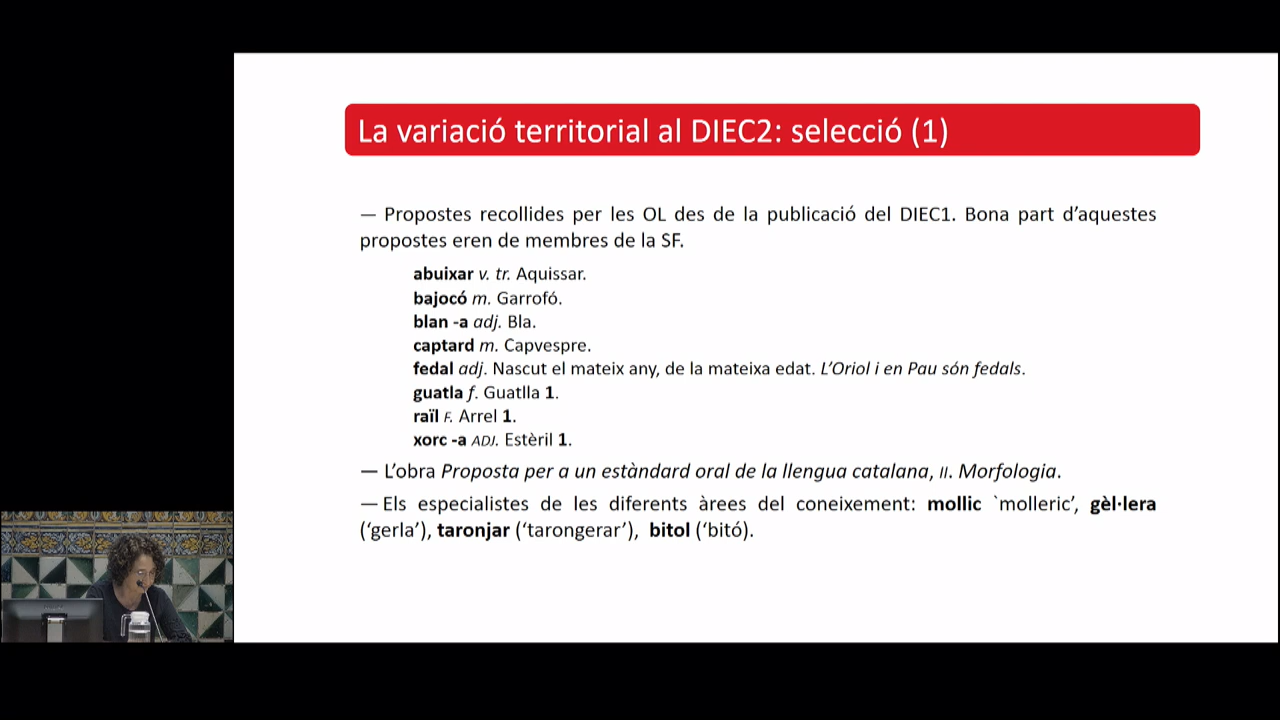 La variació territorial al DIEC2: selecció (1)
— Propostes recollides per les OL des de la publicació del DIEC1. Bona part d’aquestes
propostes eren de membres de la SF.
abuixar v. tr. Aquissar.
bajocó m. Garrofó.
blan -a adj. Bla.
captard m. Capvespre.
fedal adj. Nascut el mateix any, de la mateixa edat. L’Oriol i en Pau són fedals.
guatla f. Guatlla 1.
raïl F. Arrel 1.
xorc -a ADJ. Estèril 1.
— L’obra Proposta per a un estàndard oral de la llengua catalana, II. Morfologia.
— Els especialistes de les diferents àrees del coneixement: mollic `molleric’, gèl·lera
(‘gerla’), taronjar (‘tarongerar’), bitol (‘bitó).